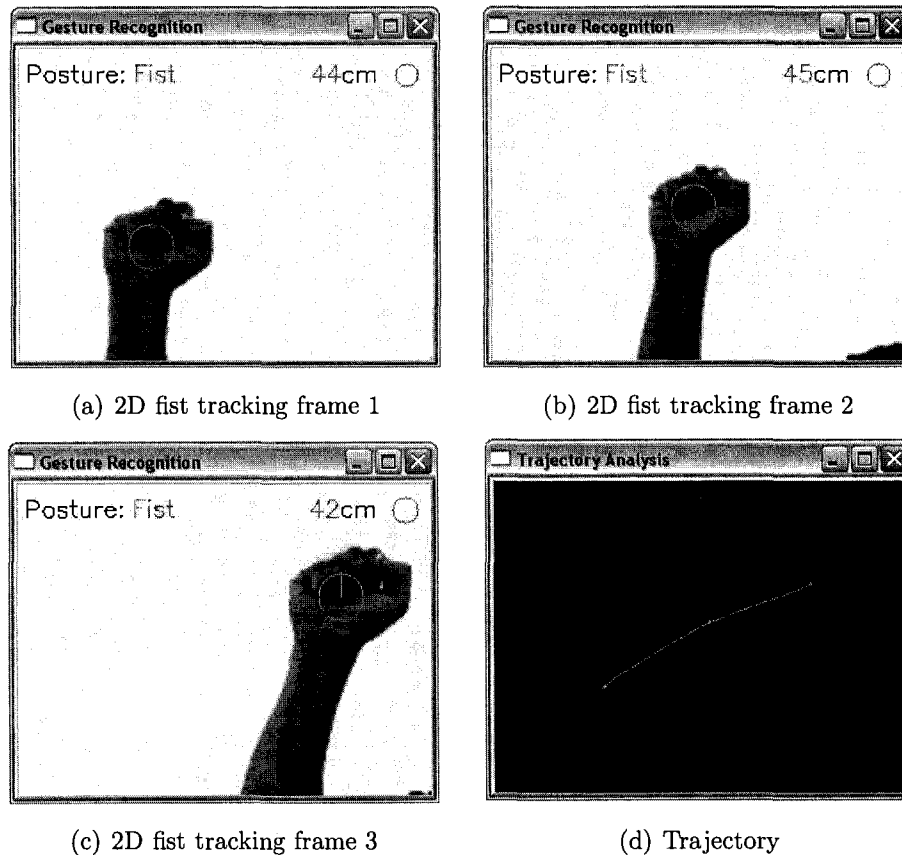 Gesture Recognition
Posture: Fist 44cm
(a) 2D fist tracking frame 1
Gesture Recognition
Posture: Fist 45cm
(b) 2D fist tracking frame 2
Gesture Recognition
Posture: Fist 42cm
(c) 2D fist tracking frame 3
Trajectory Analysis
(d) Trajectory